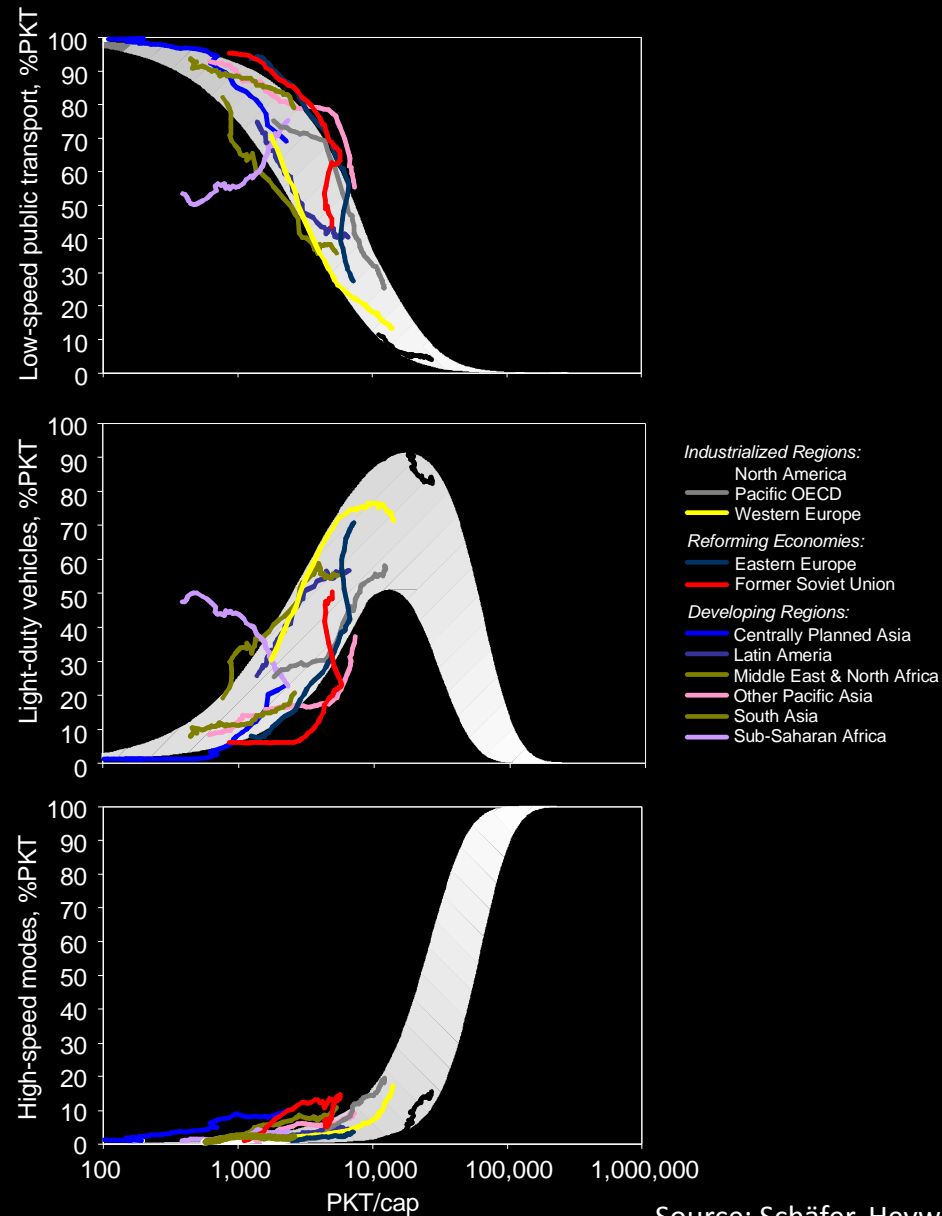 Low-speed public transport, %PKT
100
90
80
70
60
50
40
30
20
10
0
Light-duty vehicles, %PKT
100
90
80
70
60
50
40
30
20
10
0
Industrialized Regions:
North America
Pacific OECD
Western Europe
Reforming Economies:
Eastern Europe
Former Soviet Union
Developing Regions:
Centrally Planned Asia
Latin Ameria
Middle East & North Africa
Other Pacific Asia
South Asia
Sub-Saharan Africa
High-speed modes, %PKT
100
90
80
70
60
50
40
30
20
10
0
100 1,000 10,000 100,000 1,000,000
PKT/cap
Source: Schäfer, Heyw